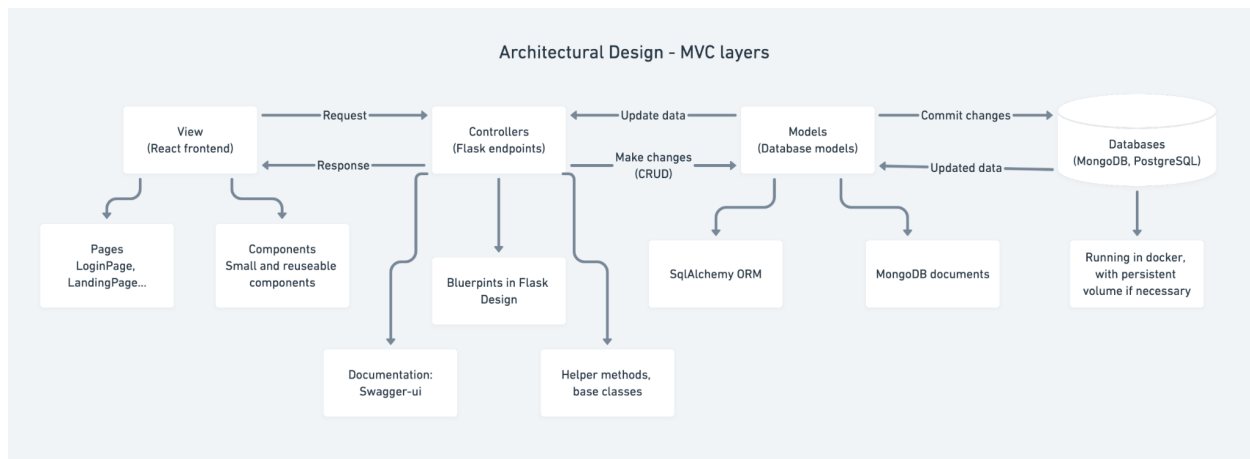 Architectural Design - MVC layers
View
(React frontend)
Request
Response
Controllers
(Flask endpoints)
Update data
Make changes
(CRUD)
Models
(Database models)
Commit changes
Updated data
Databases
(MongoDB, PostgreSQL)
Pages
LoginPage,
LandingPage...
Components
Small and reuseable
components
Bluerpints in Flask
Design
SqlAlchemy ORM
MongoDB documents
Running in docker,
with persistent
volume if necessary
Documentation:
Swagger-ui
Helper methods,
base classes